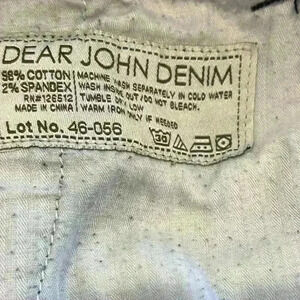 DEAR JOHN DENIM
98% COTTON
2% SPANDEX
RN#126512
MADE IN CHINA
MACHINE WASH SEPARATELY IN COLD WATER
WASH INSIDE OUT/DO NOT BLEACH.
TUMBLE DRY LOW
WARM IRON ONLY IF NEEDED
Lot No. 46-056
30